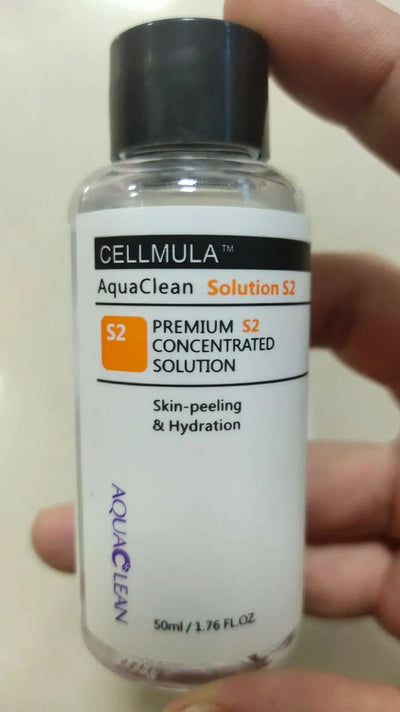 CELLMULA™
AquaClean Solution S2
S2
PREMIUM S2
CONCENTRATED
SOLUTION
Skin-peeling
& Hydration
AQUACLEAN
50ml / 1.76 FL.OZ.